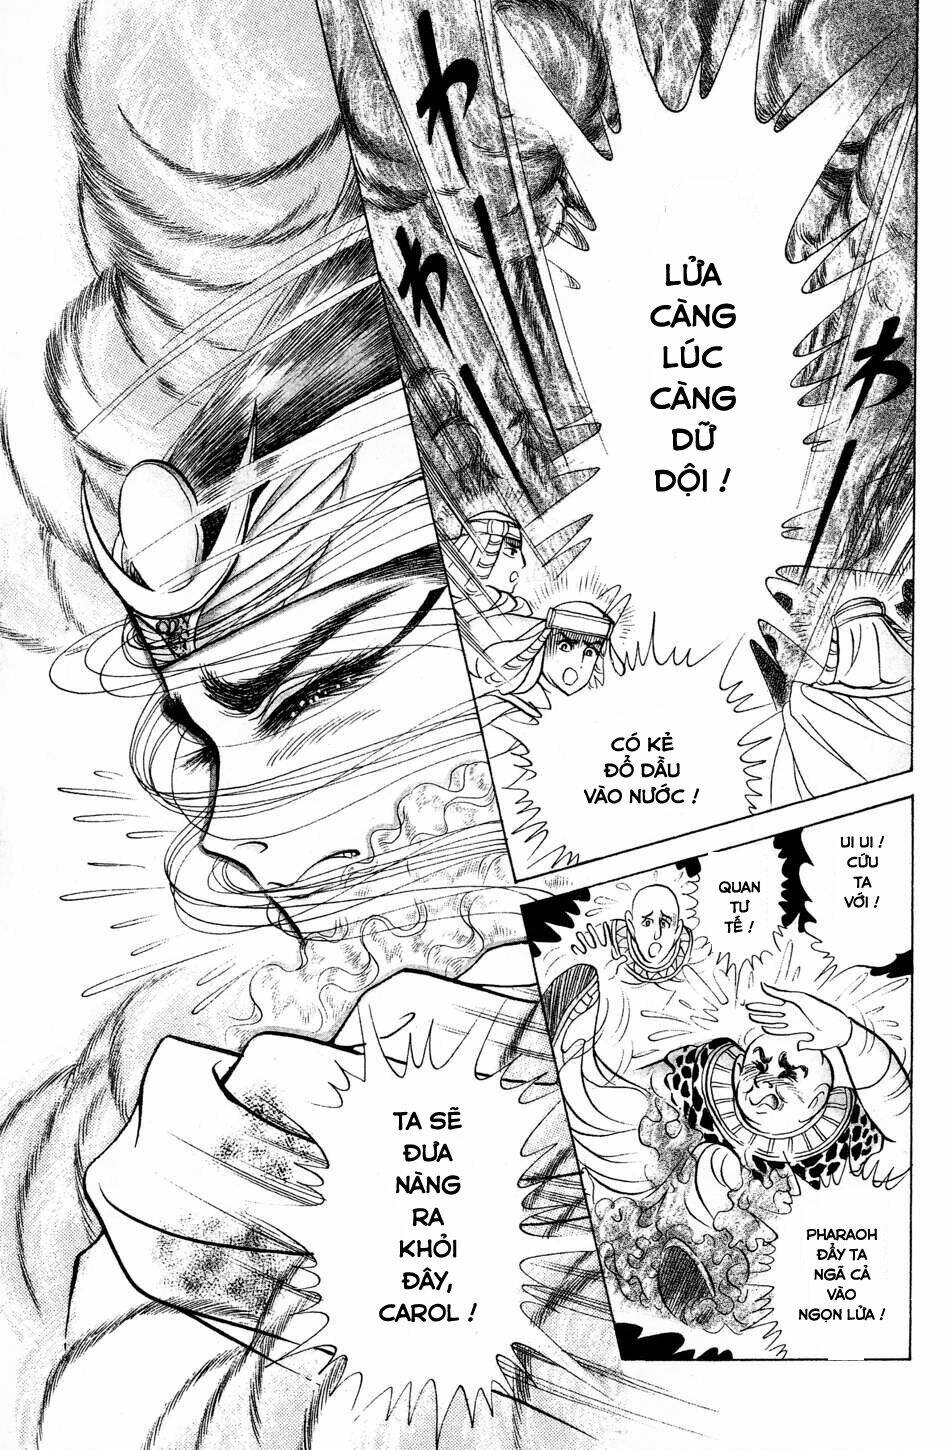 わー
わー
わー
LỬA
CÀNG
LÚC
CÀNG
DỮ
DỘI !
CÓ KẺ
ĐỔ DẦU
VÀO NƯỚC !
UI UI !
CỨU
TA
VỚI !
QUAN
TƯ
TẾ !
PHARAOH
ĐẨY TA
NGÃ CẢ
VÀO
NGỌN LỬA !
TA SẼ
ĐƯA
NÀNG
RA
KHỎI
ĐÂY,
CAROL !